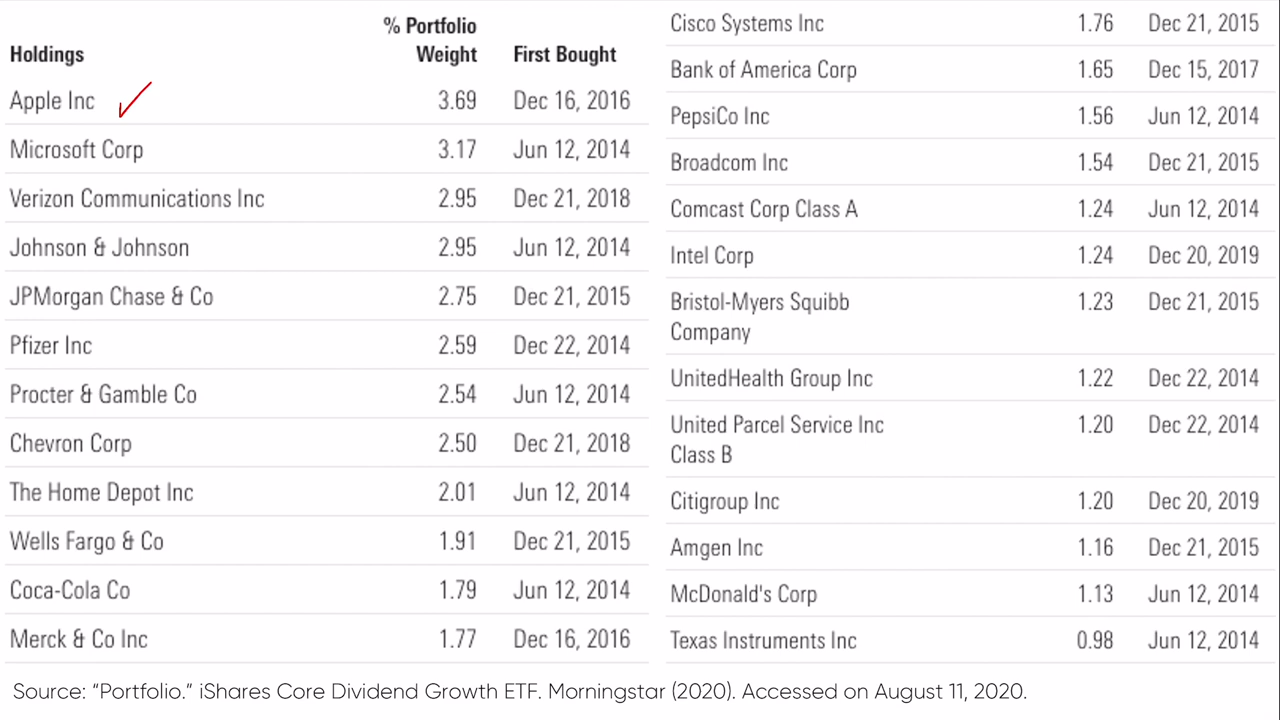 Holdings % Portfolio Weight First Bought
Apple Inc 3.69 Dec 16, 2016
Microsoft Corp 3.17 Jun 12, 2014
Verizon Communications Inc 2.95 Dec 21, 2018
Johnson & Johnson 2.95 Jun 12, 2014
JPMorgan Chase & Co 2.75 Dec 21, 2015
Pfizer Inc 2.59 Dec 22, 2014
Procter & Gamble Co 2.54 Jun 12, 2014
Chevron Corp 2.50 Dec 21, 2018
The Home Depot Inc 2.01 Jun 12, 2014
Wells Fargo & Co 1.91 Dec 21, 2015
Coca-Cola Co 1.79 Jun 12, 2014
Merck & Co Inc 1.77 Dec 16, 2016
Cisco Systems Inc 1.76 Dec 21, 2015
Bank of America Corp 1.65 Dec 15, 2017
PepsiCo Inc 1.56 Jun 12, 2014
Broadcom Inc 1.54 Dec 21, 2015
Comcast Corp Class A 1.24 Jun 12, 2014
Intel Corp 1.24 Dec 20, 2019
Bristol-Myers Squibb 1.23 Dec 21, 2015
Company
UnitedHealth Group Inc 1.22 Dec 22, 2014
United Parcel Service Inc 1.20 Dec 22, 2014
Class B
Citigroup Inc 1.20 Dec 20, 2019
Amgen Inc 1.16 Dec 21, 2015
McDonald's Corp 1.13 Jun 12, 2014
Texas Instruments Inc 0.98 Jun 12, 2014
Source: “Portfolio.” iShares Core Dividend Growth ETF. Morningstar (2020). Accessed on August 11, 2020.